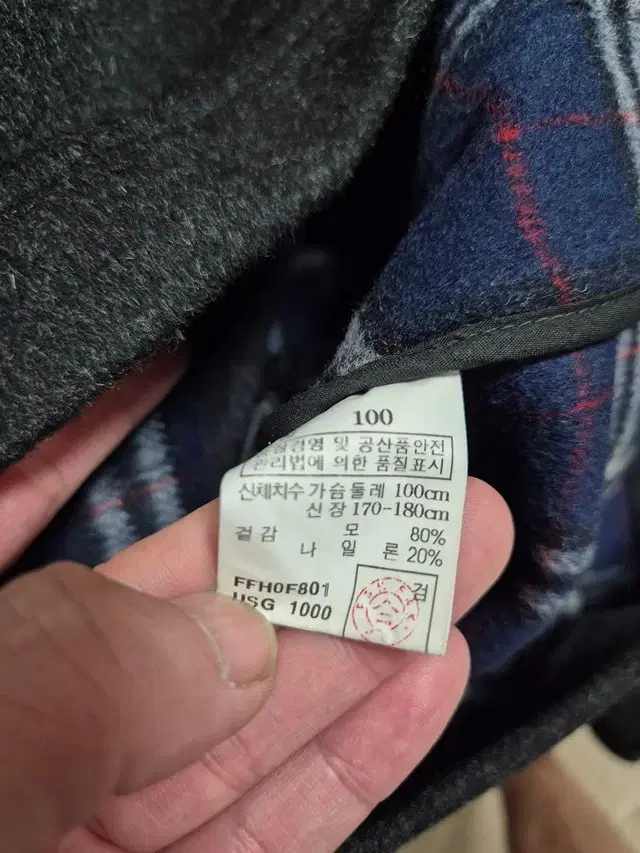 100
경영 및 공산품안전
관리법에 의한 품질표시
신체치수 가슴둘레 100cm
신장 170-180cm
겉감 모 80%
나일론 20%
FFH0F801
USG 1000
검